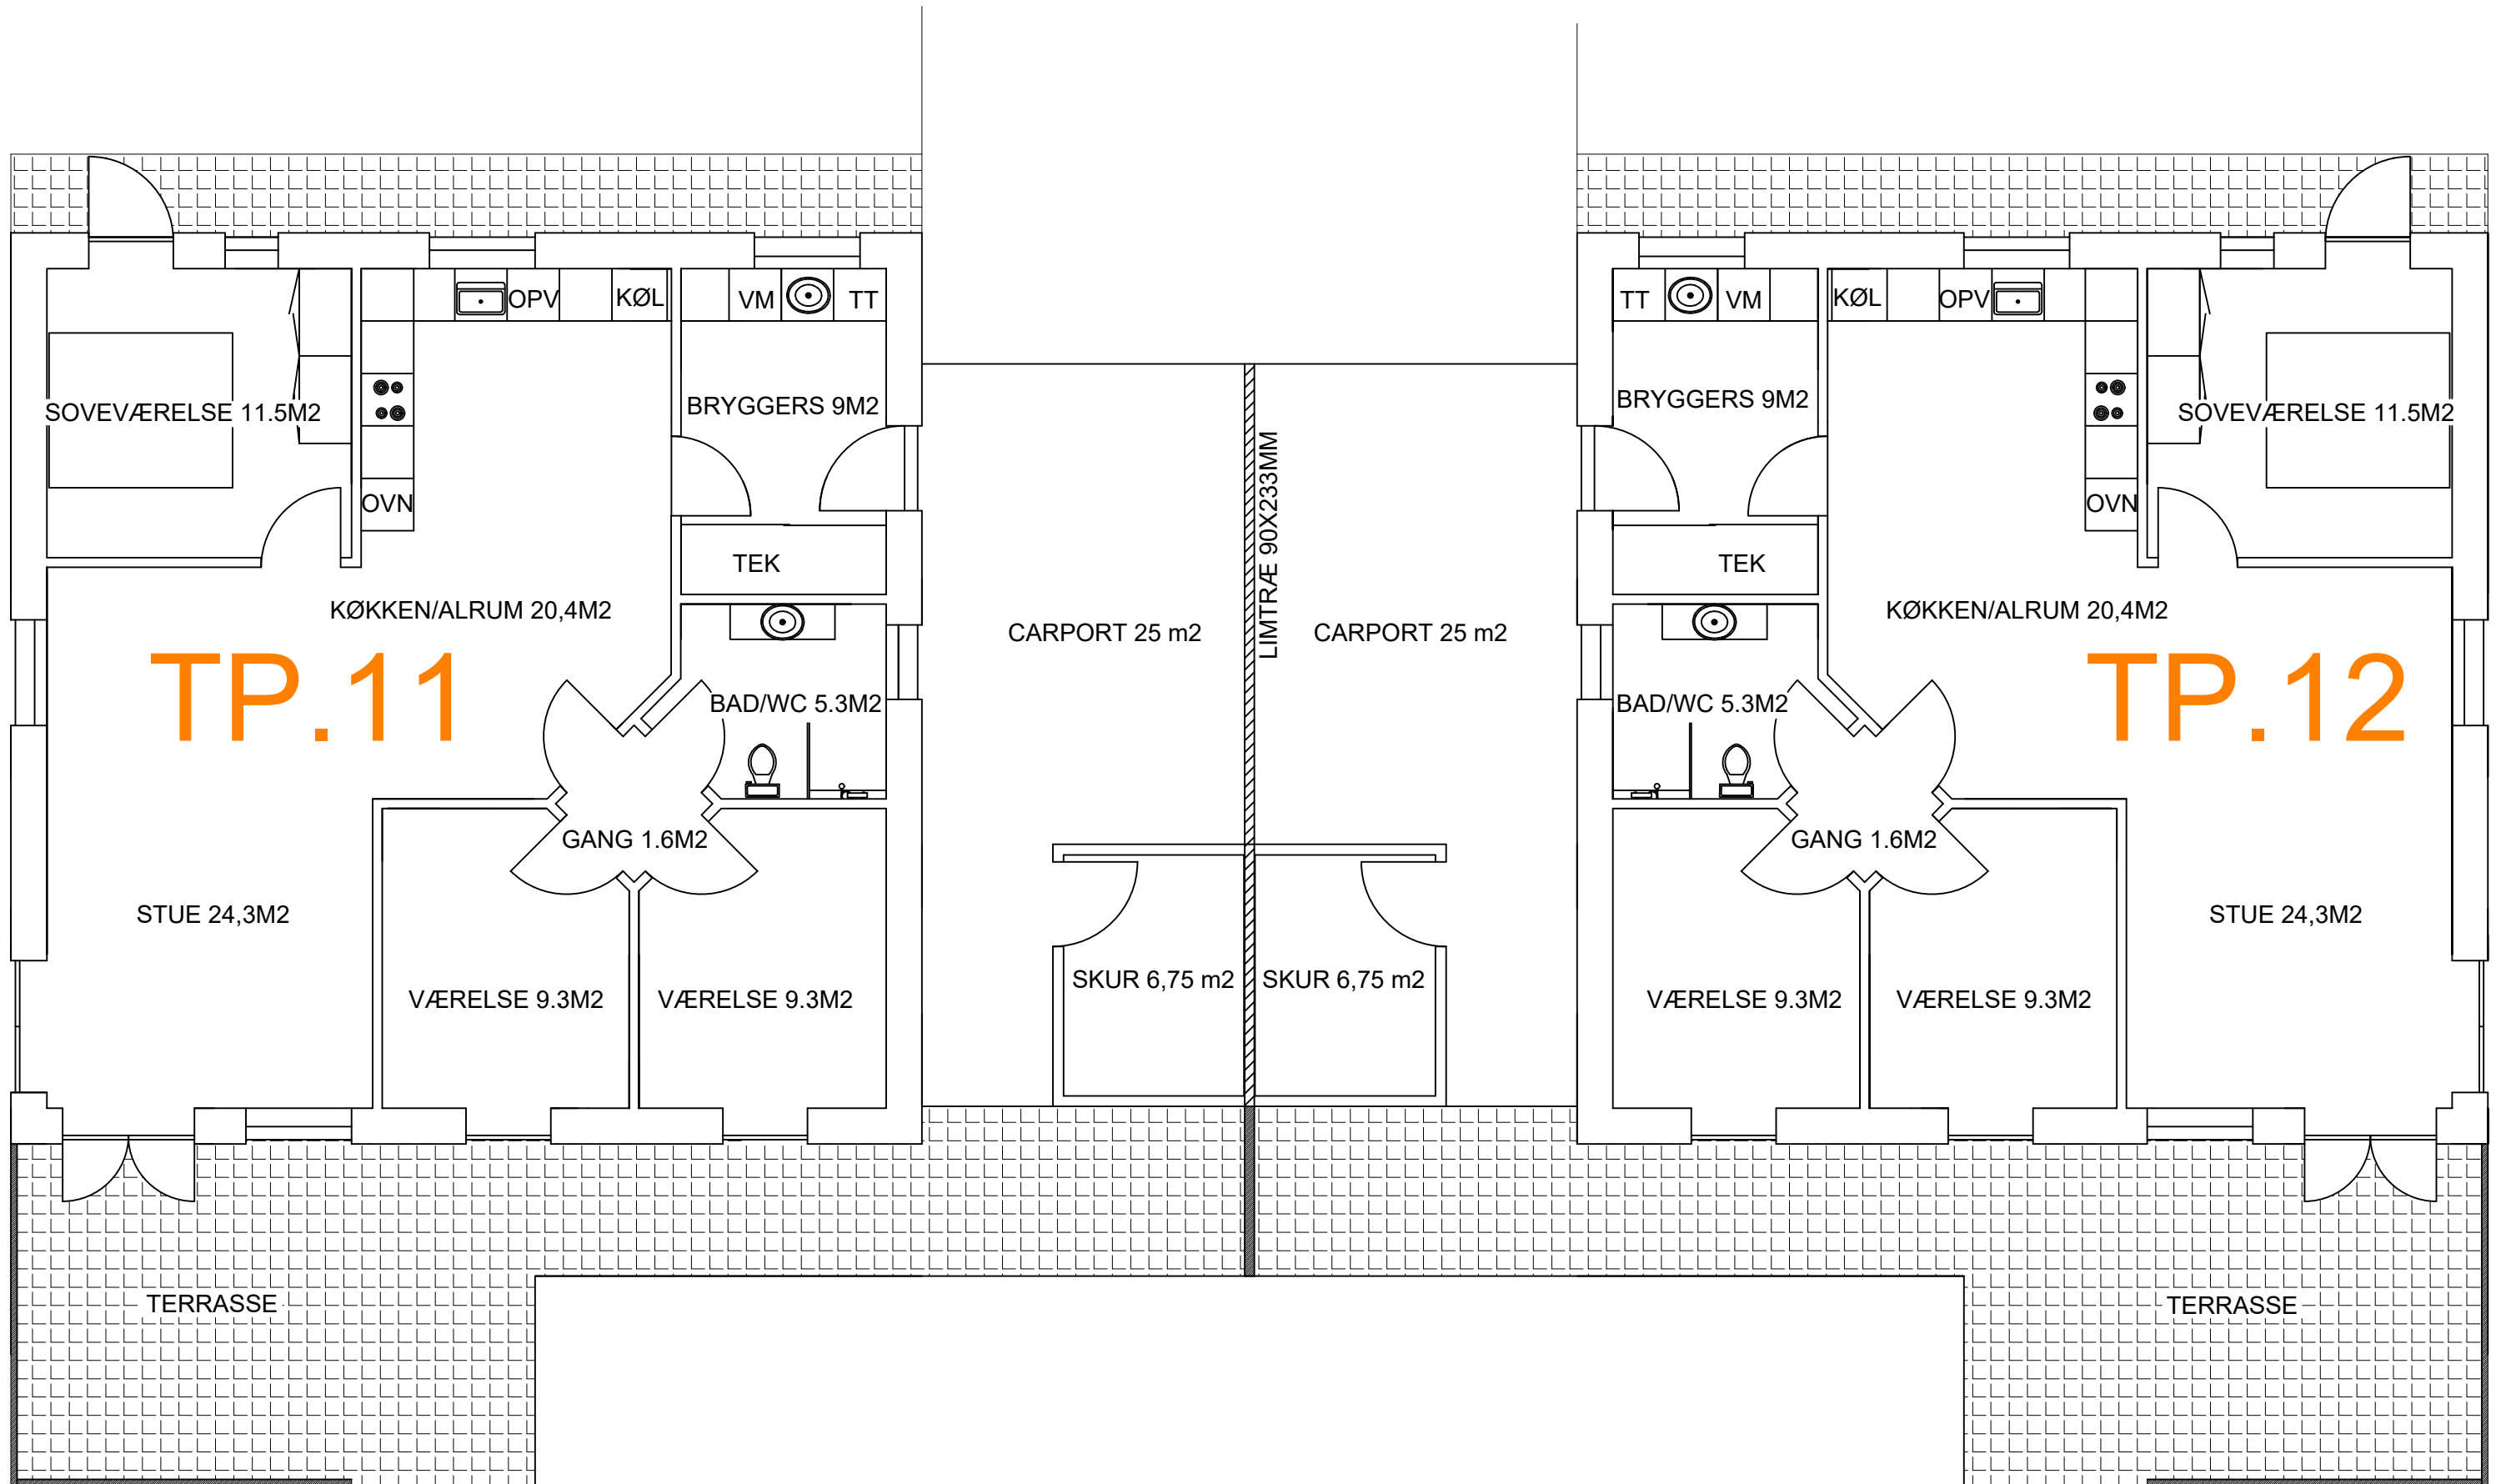 OPV
KØL
VM
TT
SOVEVÆRELSE 11.5M2
BRYGGERS 9M2
OVN
TEK
KØKKEN/ALRUM 20,4M2
TP.11
BAD/WC 5.3M2
GANG 1.6M2
STUE 24,3M2
VÆRELSE 9.3M2
VÆRELSE 9.3M2
TERRASSE
CARPORT 25 m2
LIMTRÆ 90X233MM
CARPORT 25 m2
SKUR 6,75 m2
SKUR 6,75 m2
TT
VM
KØL
OPV
BRYGGERS 9M2
SOVEVÆRELSE 11.5M2
OVN
TEK
KØKKEN/ALRUM 20,4M2
TP.12
BAD/WC 5.3M2
GANG 1.6M2
STUE 24,3M2
VÆRELSE 9.3M2
VÆRELSE 9.3M2
TERRASSE